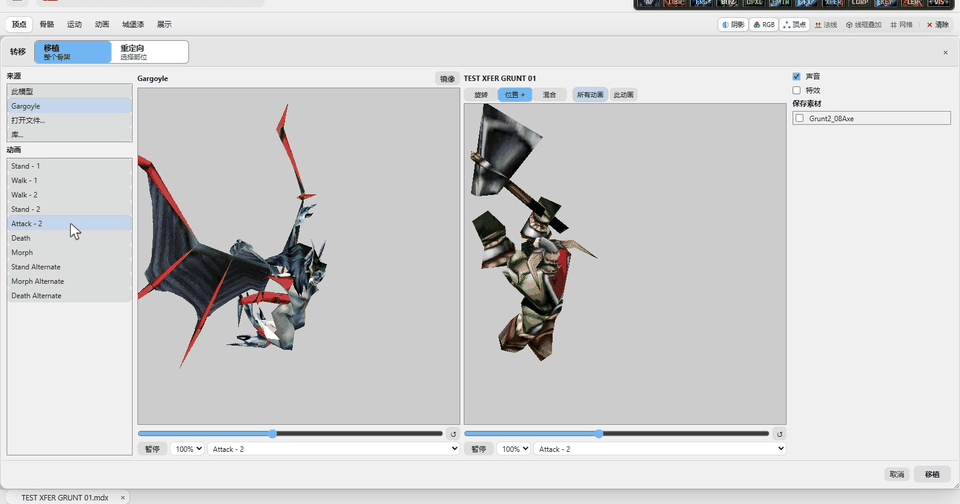 顶点 骨骼 运动 动画 城堡漆 展示
阴影 RGB 顶点 法线 线框叠加 网格 清除
转移 移植 整个骨架 重定向 选择部位 ×
来源
此模型
Gargoyle
打开文件...
库...
动画
Stand - 1
Walk - 1
Walk - 2
Stand - 2
Attack - 2
Death
Morph
Stand Alternate
Morph Alternate
Death Alternate
Gargoyle 镜像
暂停 100% Attack - 2
TEST XFER GRUNT 01
旋转 位置 + 混合 所有动画 此动画
暂停 100% Attack - 2
声音
特效
保存素材
Grunt2_08Axe
取消 移植
TEST XFER GRUNT 01.mdx ×